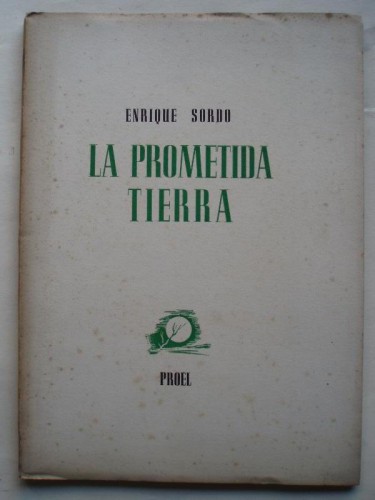 ENRIQUE SORDO
LA PROMETIDA
TIERRA
PROEL